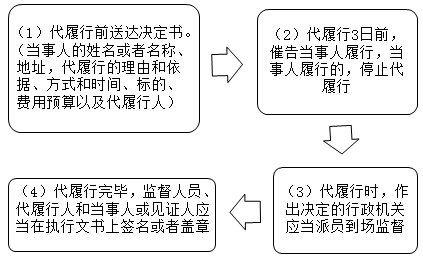 （1）代履行前送达决定书。
（当事人的姓名或者名称、
地址，代履行的理由和依
据、方式和时间、标的、
费用预算以及代履行人）
（2）代履行3日前，
催告当事人履行，当
事人履行的，停止代
履行
（3）代履行时，作
出决定的行政机关
应当派员到场监督
（4）代履行完毕，监督人员、
代履行人和当事人或见证人应
当在执行文书上签名或者盖章